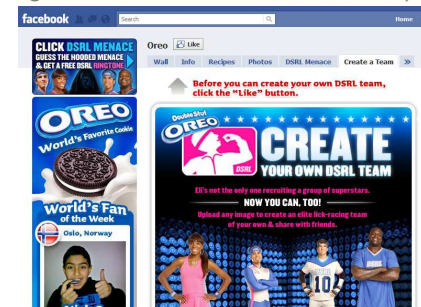 facebook
Search
Home
CLICK DSRL MENACE
GUESS THE HOODED MENACE
& GET A FREE DSRL RINGTONE
Oreo
Like
Wall Info Recipes Photos DSRL Menace Create a Team »
Before you can create your own DSRL team,
click the "Like" button.
OREO
World's Favorite Cookie
World's Fan
of the Week
Oslo, Norway
Double Stuf
OREO
DSRL
CREATE
YOUR OWN DSRL TEAM
Eli's not the only one recruiting a group of superstars.
NOW YOU CAN, TOO!
Upload any image to create an elite lick-racing team
of your own & share with friends.
10